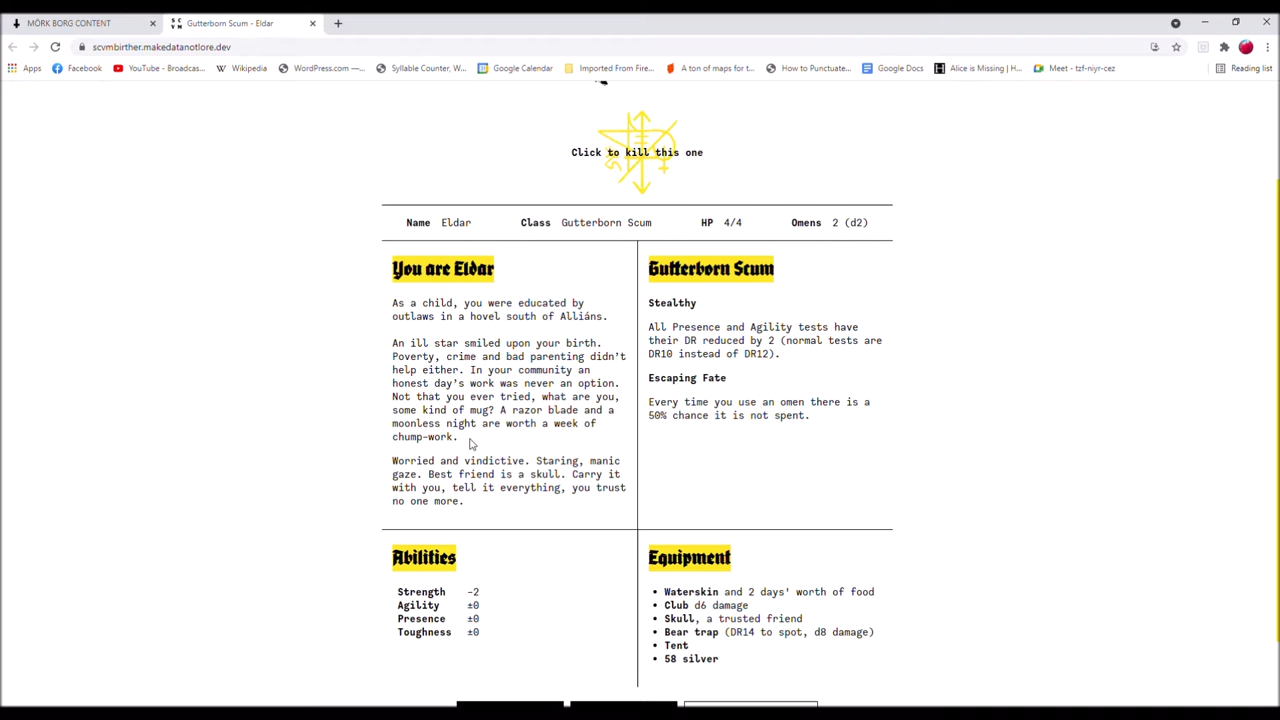 MÖRK BORG CONTENT
Gutterborn Scum - Eldar
scvmbirther.makedatanotlore.dev
Apps Facebook YouTube - Broadcas... Wikipedia WordPress.com —... Syllable Counter, W... Google Calendar Imported From Fire... A ton of maps for t... How to Punctuate... Google Docs Alice is Missing | H... Meet - tzf-niyr-cez Reading list
Click to kill this one
Name Eldar Class Gutterborn Scum HP 4/4 Omens 2 (d2)
You are Eldar
As a child, you were educated by
outlaws in a hovel south of Alliáns.
An ill star smiled upon your birth.
Poverty, crime and bad parenting didn't
help either. In your community an
honest day's work was never an option.
Not that you ever tried, what are you,
some kind of mug? A razor blade and a
moonless night are worth a week of
chump-work.
Worried and vindictive. Staring, manic
gaze. Best friend is a skull. Carry it
with you, tell it everything, you trust
no one more.
Gutterborn Scum
Stealthy
All Presence and Agility tests have
their DR reduced by 2 (normal tests are
DR10 instead of DR12).
Escaping Fate
Every time you use an omen there is a
50% chance it is not spent.
Abilities
Strength -2
Agility ±0
Presence ±0
Toughness ±0
Equipment
• Waterskin and 2 days' worth of food
• Club d6 damage
• Skull, a trusted friend
• Bear trap (DR14 to spot, d8 damage)
• Tent
• 58 silver